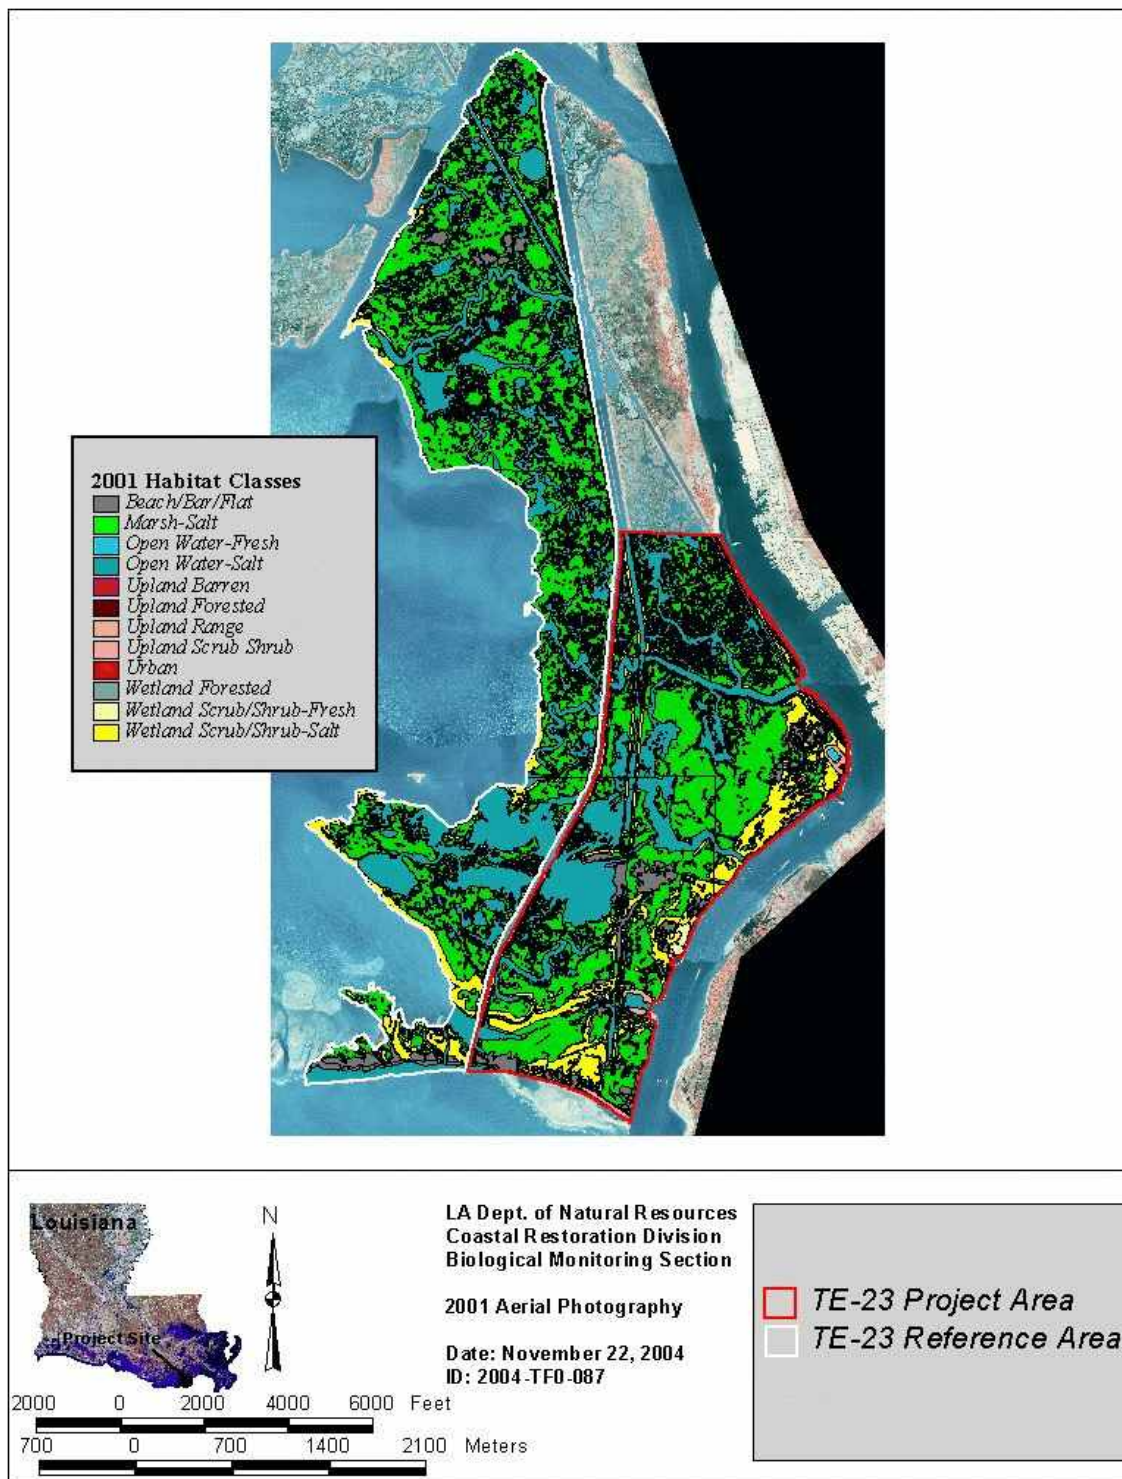 2001 Habitat Classes
Beach/Bar/Flat
Marsh-Salt
Open Water-Fresh
Open Water-Salt
Upland Barren
Upland Forested
Upland Range
Upland Scrub Shrub
Urban
Wetland Forested
Wetland Scrub/Shrub-Fresh
Wetland Scrub/Shrub-Salt
Louisiana
Project Site
N
LA Dept. of Natural Resources
Coastal Restoration Division
Biological Monitoring Section
2001 Aerial Photography
Date: November 22, 2004
ID: 2004-TF0-087
TE-23 Project Area
TE-23 Reference Area
2000 0 2000 4000 6000 Feet
700 0 700 1400 2100 Meters